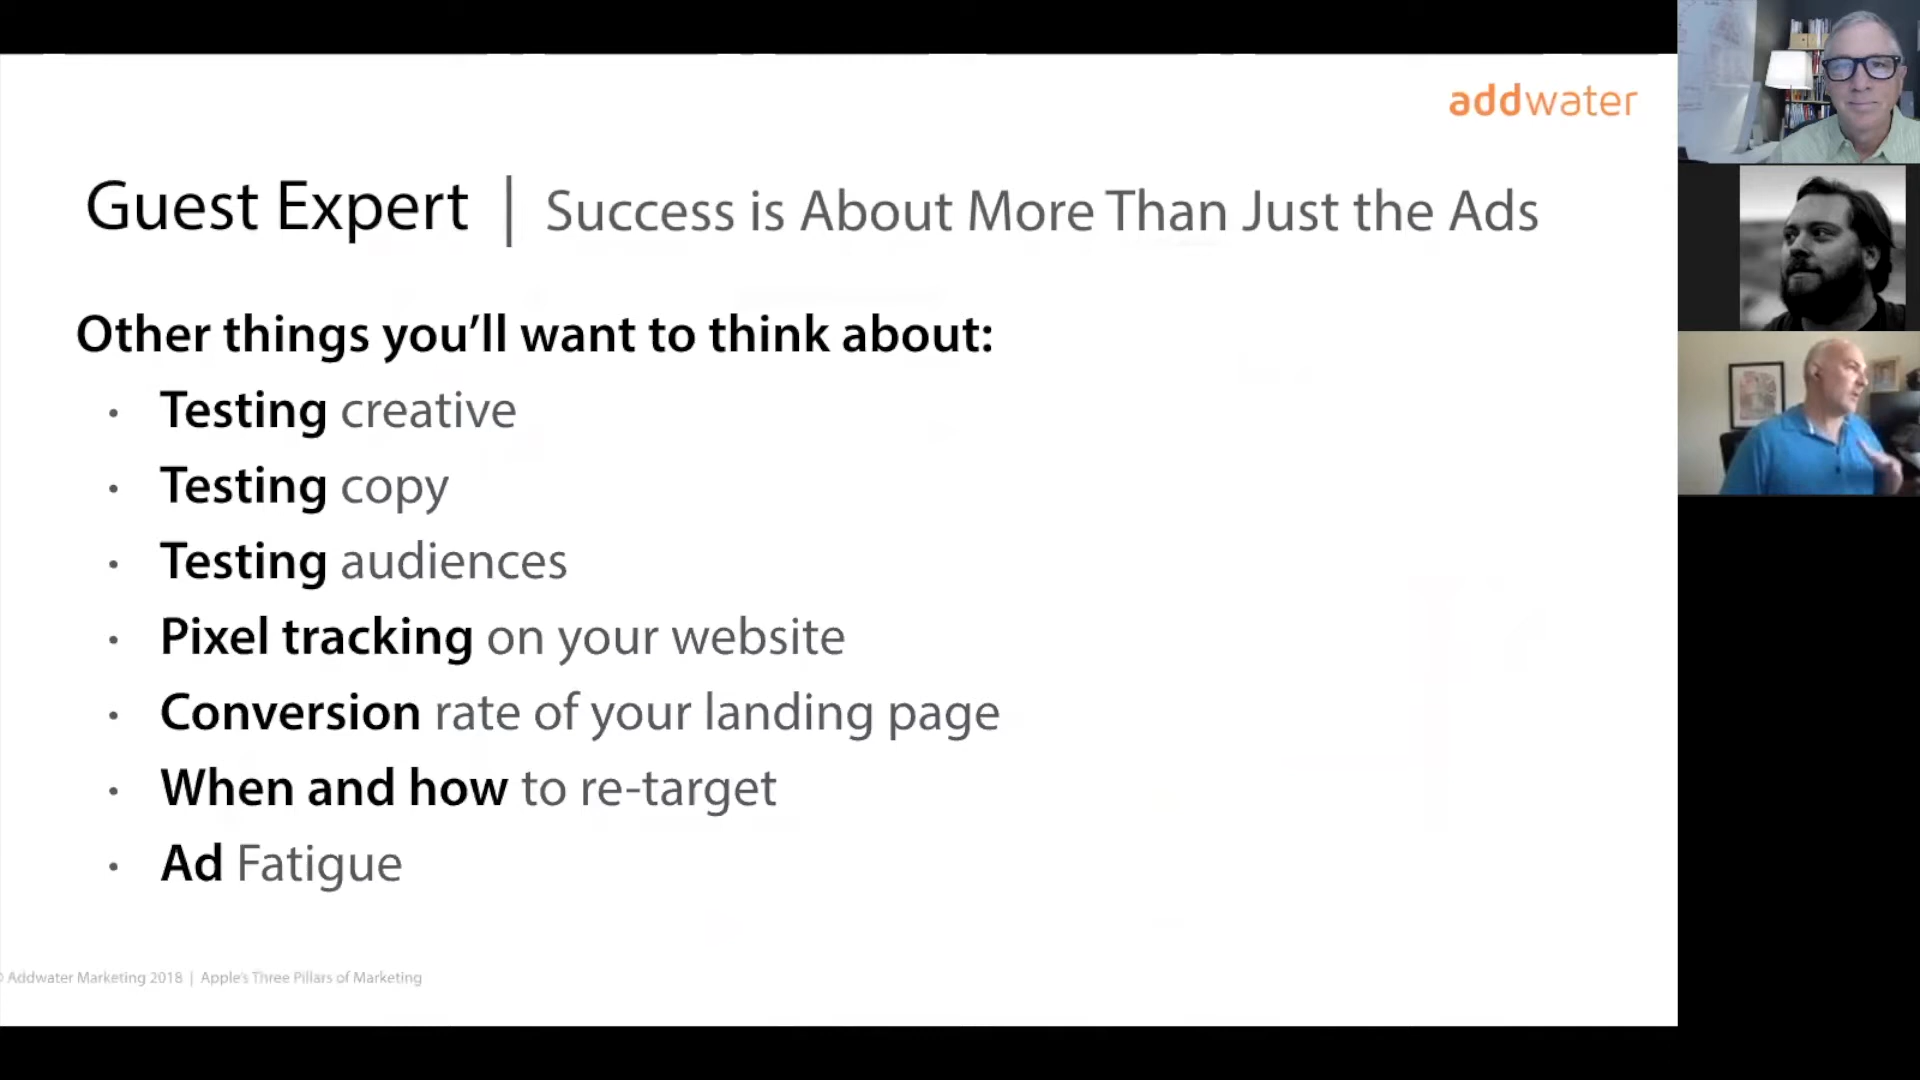 addwater
Guest Expert | Success is About More Than Just the Ads
Other things you’ll want to think about:
• Testing creative
• Testing copy
• Testing audiences
• Pixel tracking on your website
• Conversion rate of your landing page
• When and how to re-target
• Ad Fatigue
© Addwater Marketing 2018 | Apple's Three Pillars of Marketing